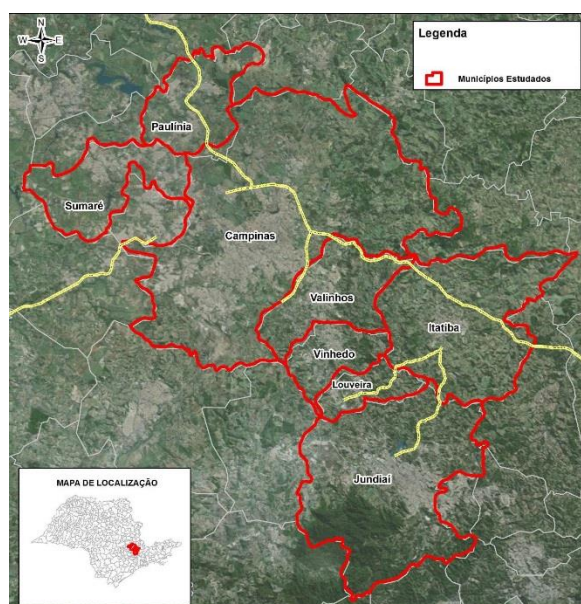 N
W E
S
Legenda
Municípios Estudados
Paulínia
Sumaré
Campinas
Valinhos
Itatiba
Vinhedo
Louveira
Jundiaí
MAPA DE LOCALIZAÇÃO